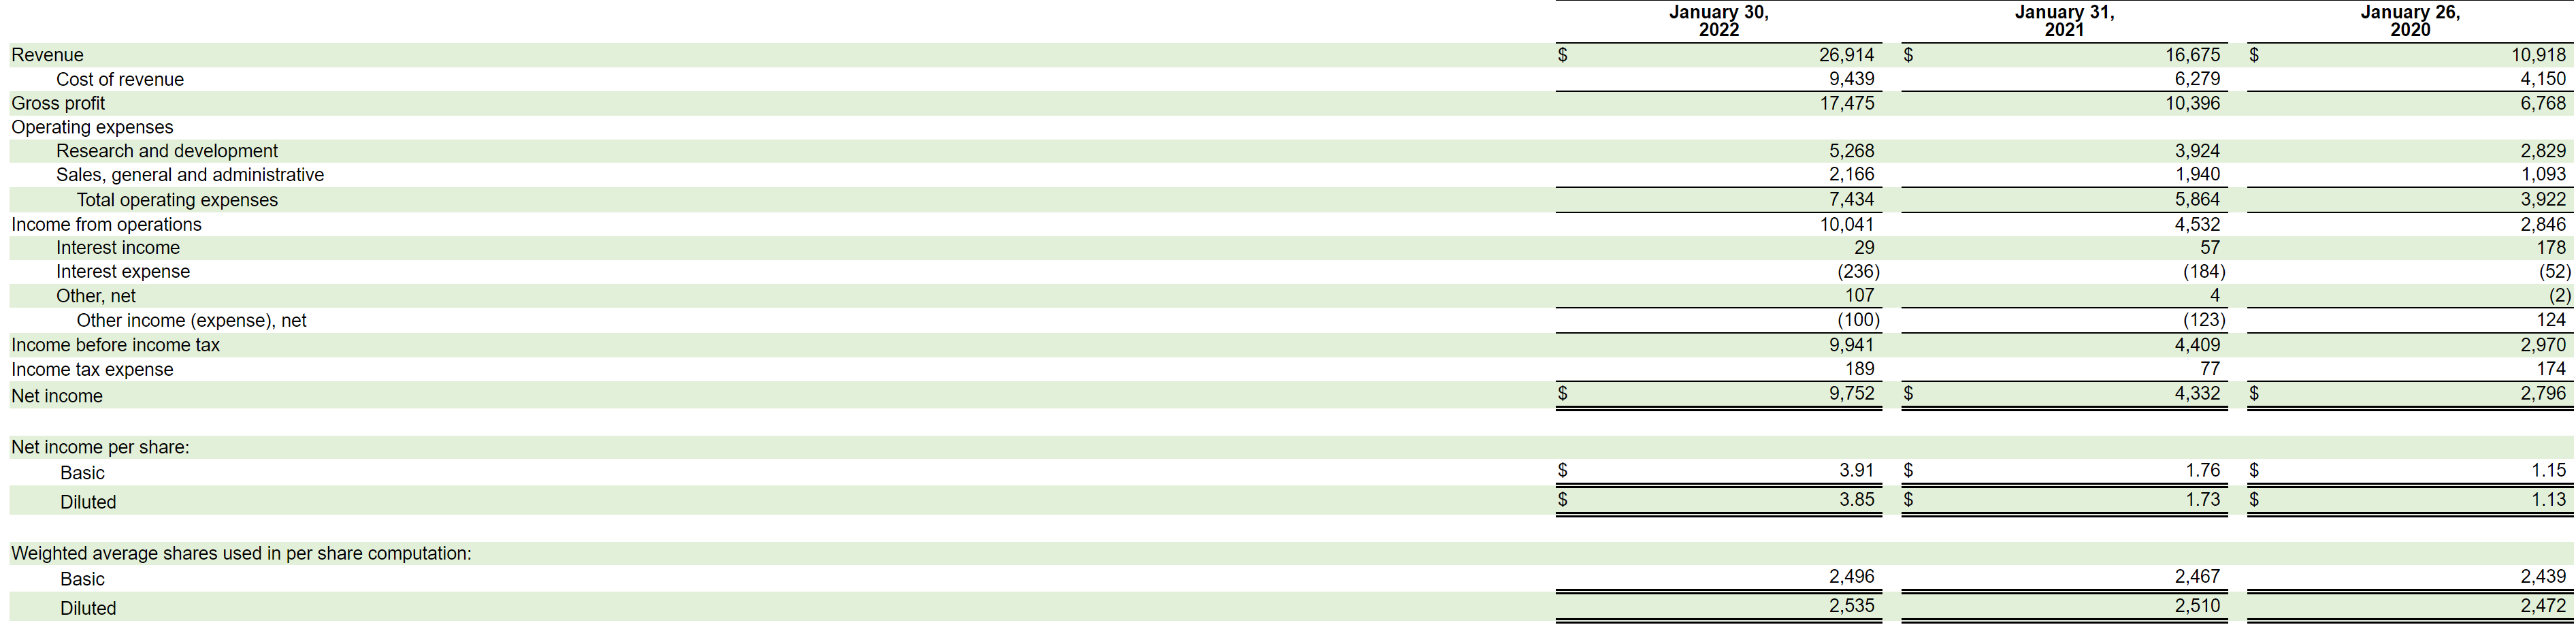 January 30, January 31, January 26,
2022 2021 2020
Revenue $ 26,914 $ 16,675 $ 10,918
Cost of revenue 9,439 6,279 4,150
Gross profit 17,475 10,396 6,768
Operating expenses
Research and development 5,268 3,924 2,829
Sales, general and administrative 2,166 1,940 1,093
Total operating expenses 7,434 5,864 3,922
Income from operations 10,041 4,532 2,846
Interest income 29 57 178
Interest expense (236) (184) (52)
Other, net 107 4 (2)
Other income (expense), net (100) (123) 124
Income before income tax 9,941 4,409 2,970
Income tax expense 189 77 174
Net income $ 9,752 $ 4,332 $ 2,796
Net income per share:
Basic $ 3.91 $ 1.76 $ 1.15
Diluted $ 3.85 $ 1.73 $ 1.13
Weighted average shares used in per share computation:
Basic 2,496 2,467 2,439
Diluted 2,535 2,510 2,472